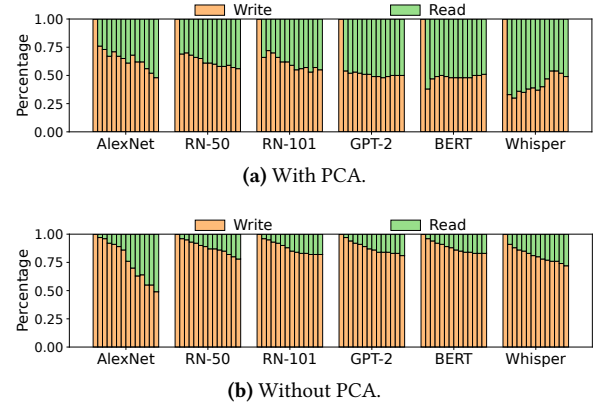 Write Read
1.00
0.75
0.50
0.25
0.00
Percentage
AlexNet RN-50 RN-101 GPT-2 BERT Whisper
(a) With PCA.
Write Read
1.00
0.75
0.50
0.25
0.00
Percentage
AlexNet RN-50 RN-101 GPT-2 BERT Whisper
(b) Without PCA.